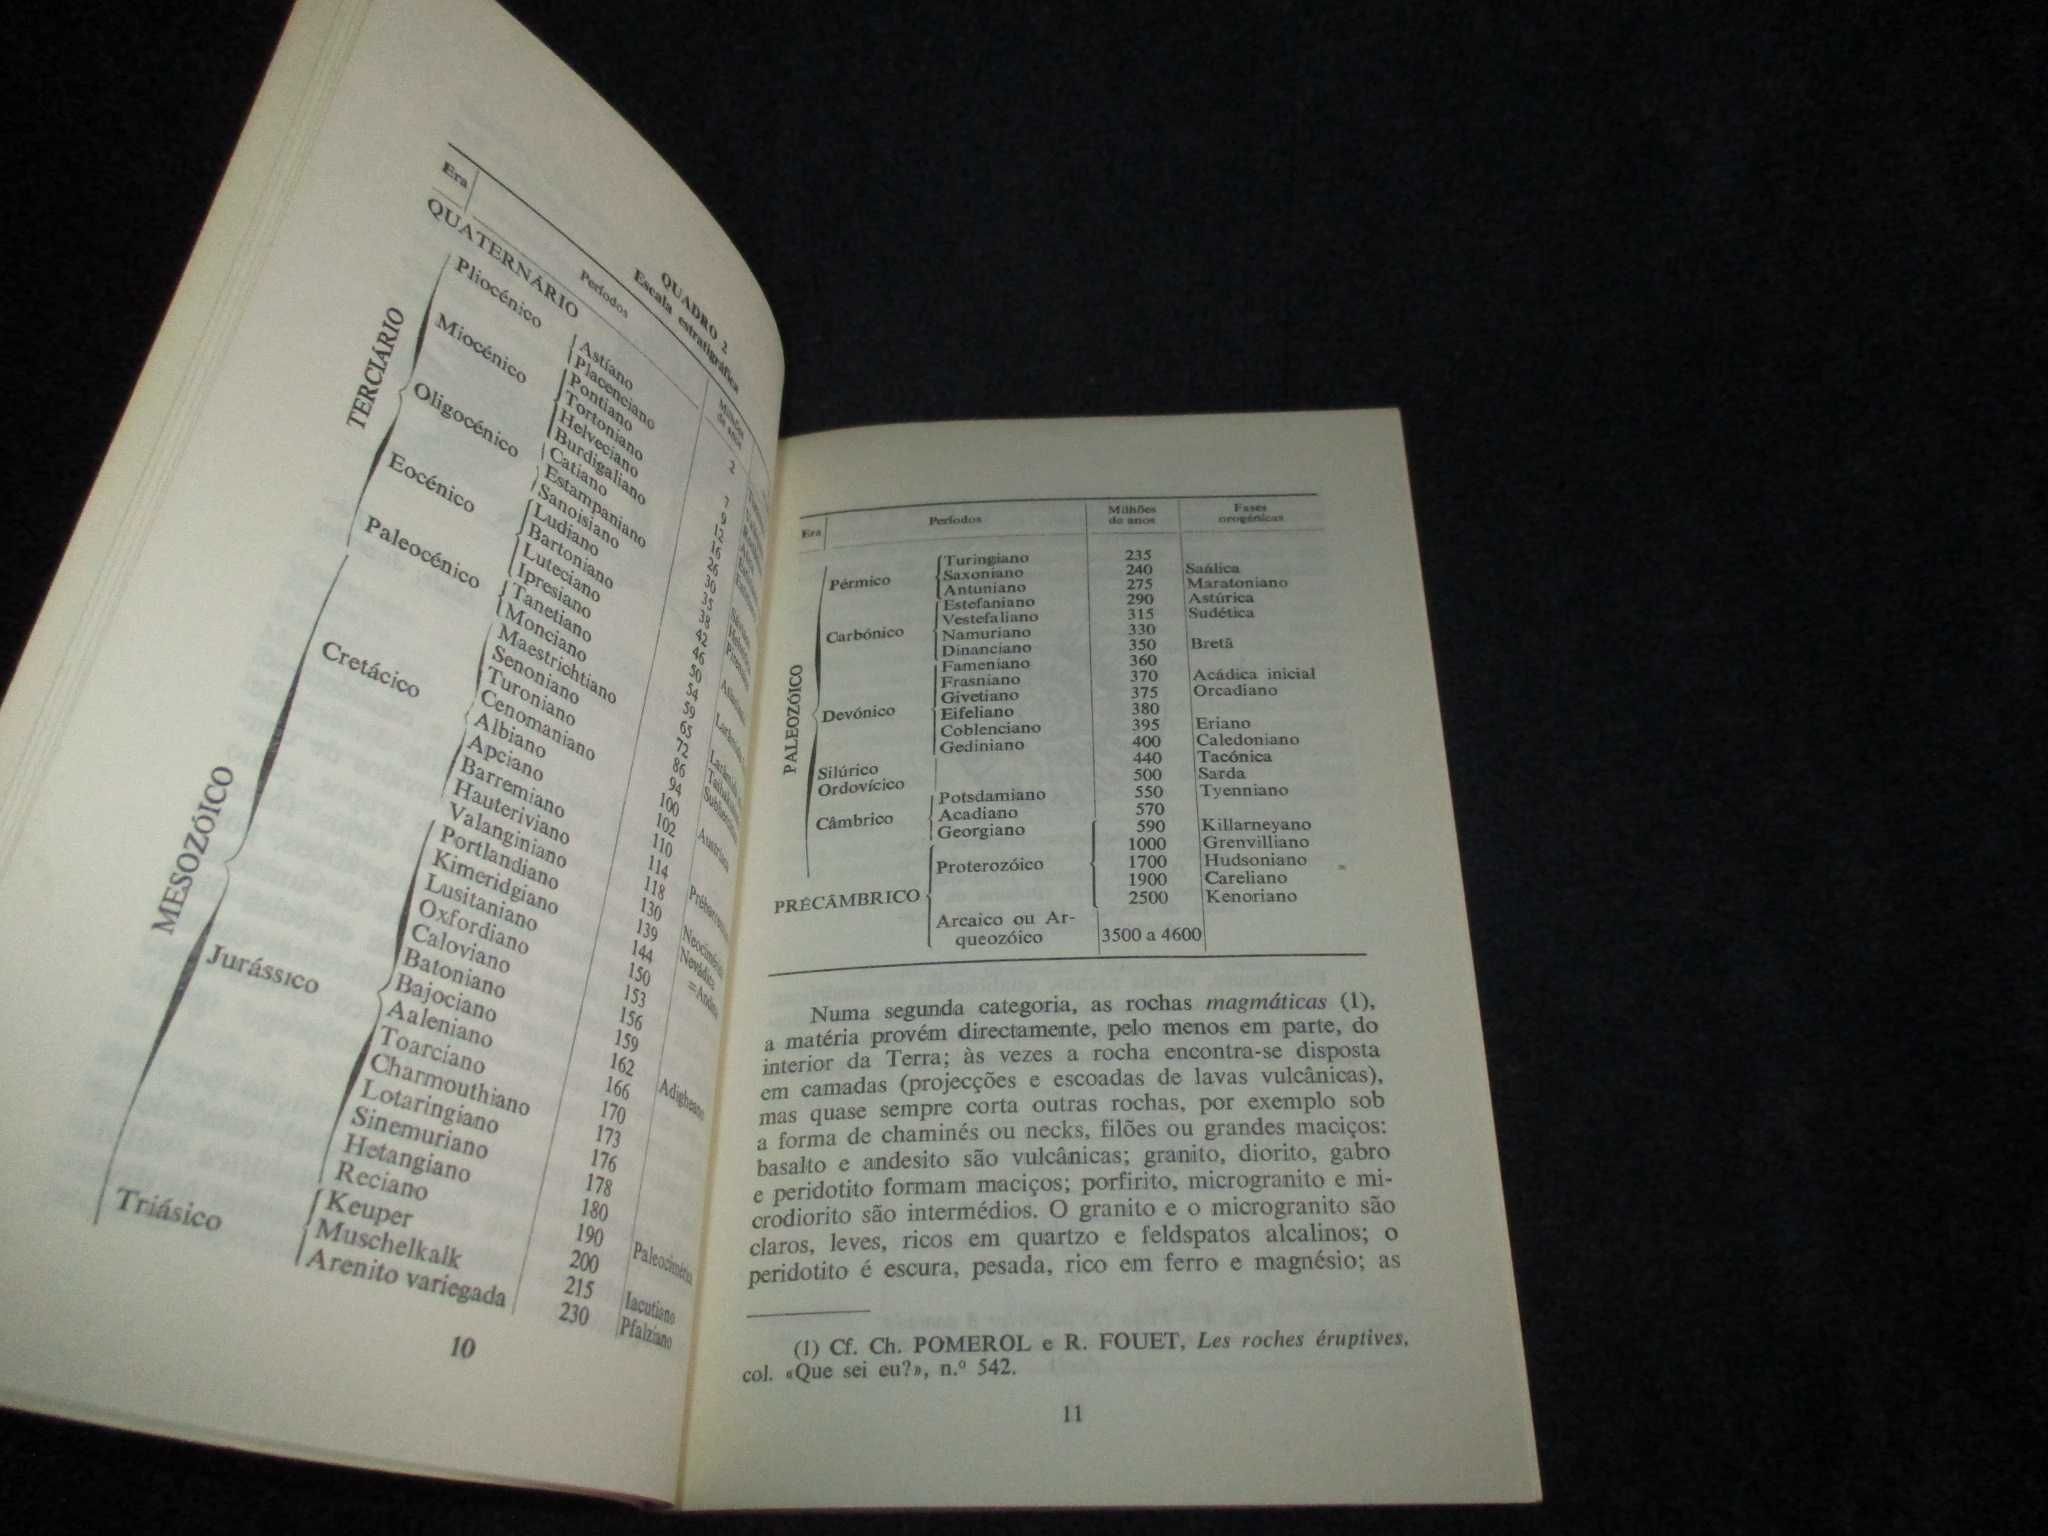 QUADRO 2
Escala estratigráfica
Era Períodos Milhões
de anos
QUATERNÁRIO 2
TERCIÁRIO
Pliocénico
Astiano
Placenciano 7
Miocénico
Pontiano 9
Tortoniano 12
Helveciano 16
Burdigaliano 26
Oligocénico
Catiano 30
Estampaniano 35
Sanoisiano 38
Eocénico
Ludiano 42
Bartoniano 46
Luteciano 50
Ipresiano 54
Paleocénico
Tanetiano 59
Monciano 65
MESOZÓICO
Cretácico
Maestrichtiano 72
Senoniano 86
Turoniano 94
Cenomaniano 100
Albiano 102
Apciano 110
Barremiano 114
Hauteriviano 118
Valanginiano 130
Jurássico
Portlandiano 139
Kimeridgiano 144
Lusitaniano 150
Oxfordiano 153
Caloviano 156
Batoniano 159
Bajociano 162
Aaleniano 166
Toarciano 170
Charmouthiano 173
Lotaringiano 176
Sinemuriano 178
Hetangiano 180
Reciano 190
Triásico
Keuper 200
Muschelkalk 215 Iacutiano
Arenito variegada 230 Pfalziano
10
Era Períodos Milhões
de anos Fases
orogénicas
PALEOZÓICO
Pérmico
Turingiano 235
Saxoniano 240 Saálica
Antuniano 275 Maratoniano
Carbónico
Estefaniano 290 Astúrica
Vestefaliano 315 Sudética
Namuriano 330
Dinanciano 350 Bretã
Devónico
Fameniano 360
Frasniano 370 Acádica inicial
Givetiano 375 Orcadiano
Eifeliano 380
Coblenciano 395 Eriano
Gediniano 400 Caledoniano
Silúrico 440 Tacónica
Ordovícico 500 Sarda
Câmbrico
Potsdamiano 550 Tyenniano
Acadiano 570
Georgiano 590 Killarneyano
PRÉCÂMBRICO
Proterozóico
1000 Grenvilliano
1700 Hudsoniano
1900 Careliano
2500 Kenoriano
Arcaico ou Ar-
queozóico 3500 a 4600
Numa segunda categoria, as rochas magmáticas (1),
a matéria provém directamente, pelo menos em parte, do
interior da Terra; às vezes a rocha encontra-se disposta
em camadas (projecções e escoadas de lavas vulcânicas),
mas quase sempre corta outras rochas, por exemplo sob
a forma de chaminés ou necks, filões ou grandes maciços:
basalto e andesito são vulcânicas; granito, diorito, gabro
e peridotito formam maciços; porfirito, microgranito e mi-
crodiorito são intermédios. O granito e o microgranito são
claros, leves, ricos em quartzo e feldspatos alcalinos; o
peridotito é escura, pesada, rico em ferro e magnésio; as
(1) Cf. Ch. POMEROL e R. FOUET, Les roches éruptives,
col. «Que sei eu?», n.º 542.
11